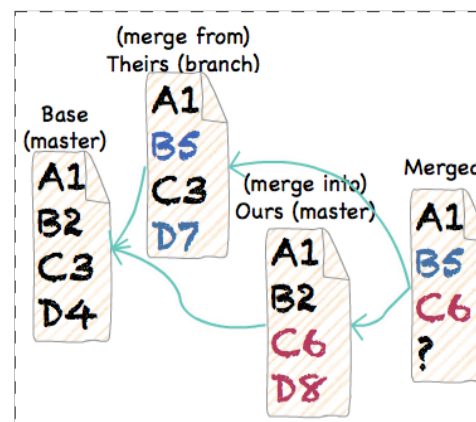 (merge from)
Theirs (branch)
A1
B5
C3
D7
Base
(master)
A1
B2
C3
D4
(merge into)
Ours (master)
A1
B2
C6
D8
Merged
A1
B5
C6
?